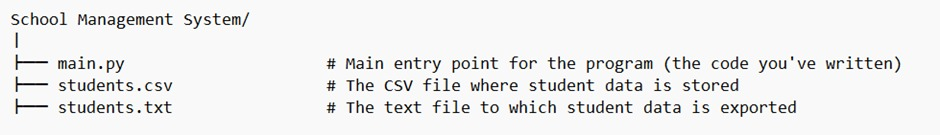 School Management System/
|
├── main.py # Main entry point for the program (the code you've written)
├── students.csv # The CSV file where student data is stored
├── students.txt # The text file to which student data is exported